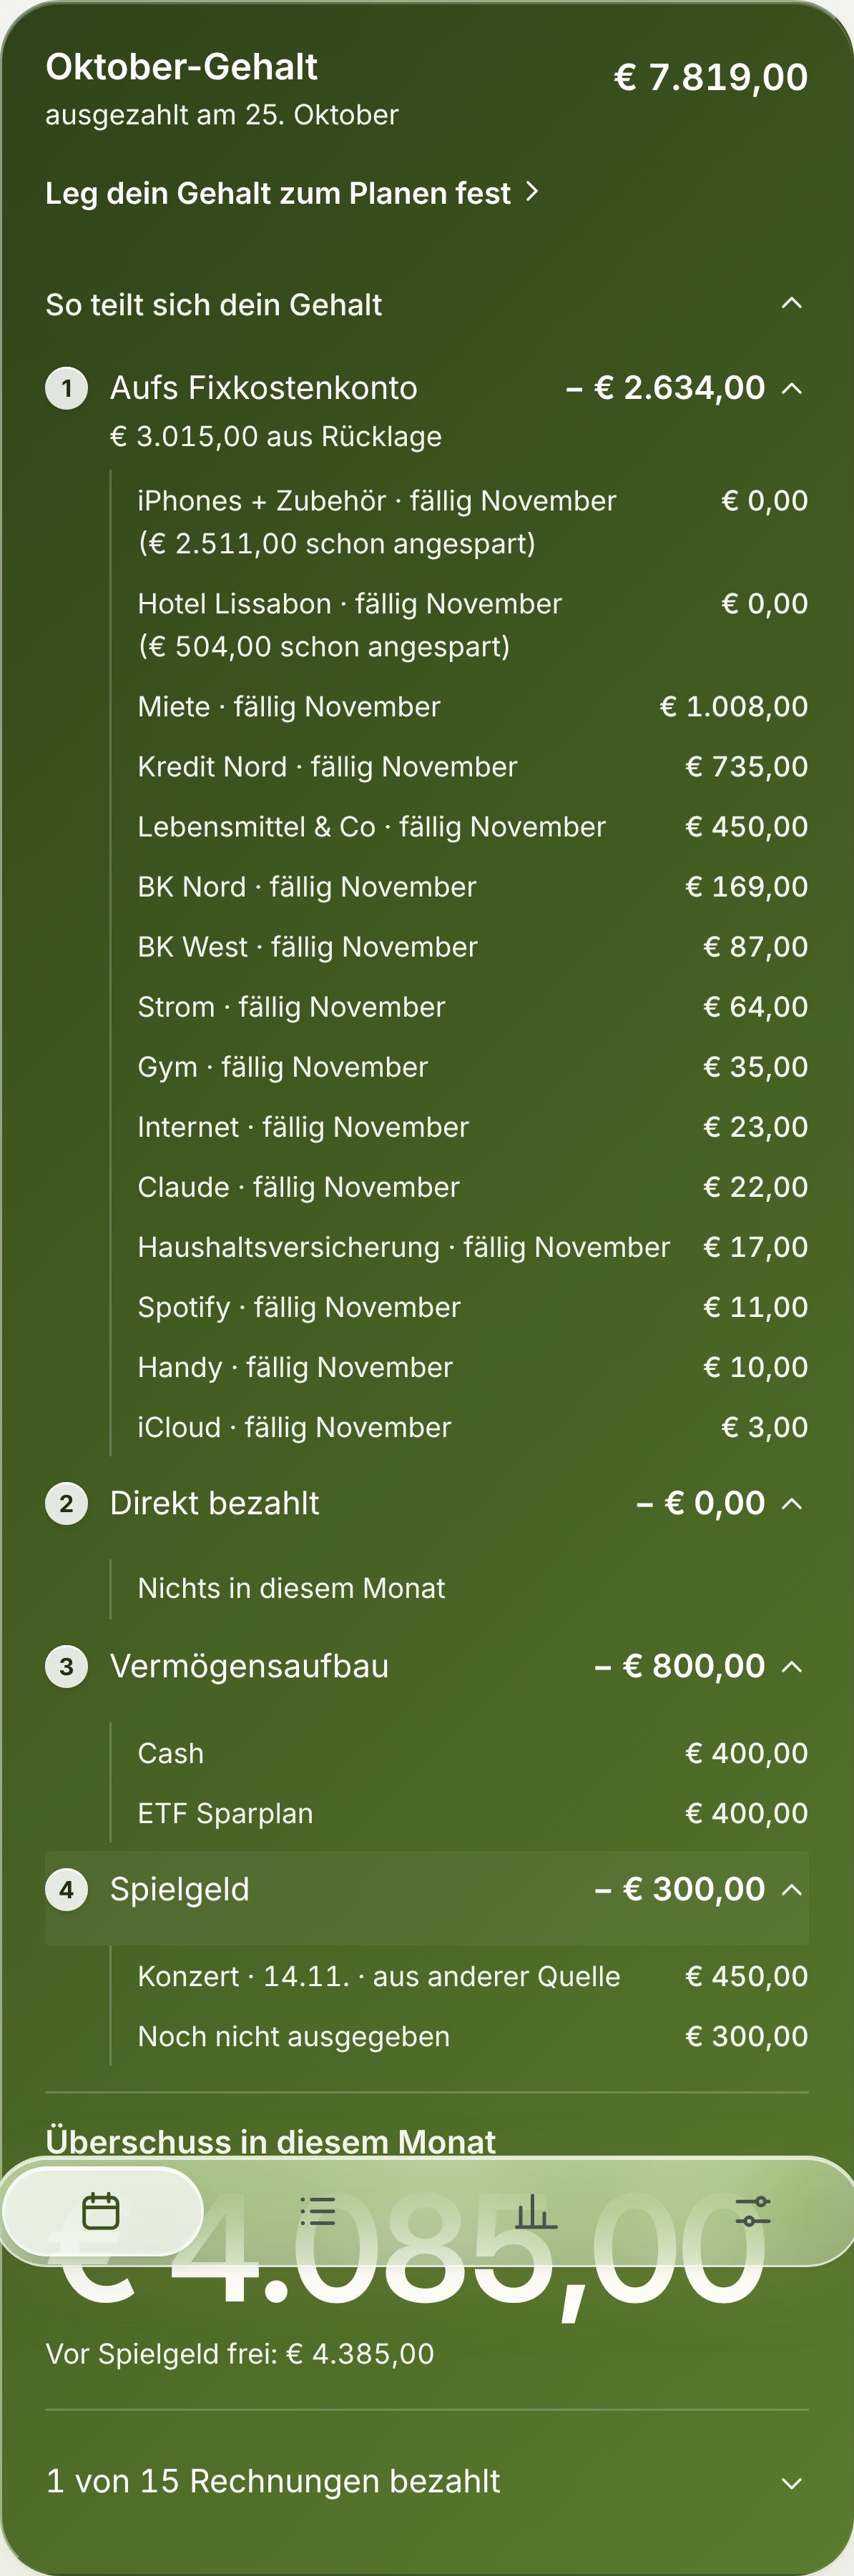 Oktober-Gehalt
€ 7.819,00
ausgezahlt am 25. Oktober
Leg dein Gehalt zum Planen fest
So teilt sich dein Gehalt
1 Aufs Fixkostenkonto – € 2.634,00
€ 3.015,00 aus Rücklage
iPhones + Zubehör · fällig November € 0,00
(€ 2.511,00 schon angespart)
Hotel Lissabon · fällig November € 0,00
(€ 504,00 schon angespart)
Miete · fällig November € 1.008,00
Kredit Nord · fällig November € 735,00
Lebensmittel & Co · fällig November € 450,00
BK Nord · fällig November € 169,00
BK West · fällig November € 87,00
Strom · fällig November € 64,00
Gym · fällig November € 35,00
Internet · fällig November € 23,00
Claude · fällig November € 22,00
Haushaltsversicherung · fällig November € 17,00
Spotify · fällig November € 11,00
Handy · fällig November € 10,00
iCloud · fällig November € 3,00
2 Direkt bezahlt – € 0,00
Nichts in diesem Monat
3 Vermögensaufbau – € 800,00
Cash € 400,00
ETF Sparplan € 400,00
4 Spielgeld – € 300,00
Konzert · 14.11. · aus anderer Quelle € 450,00
Noch nicht ausgegeben € 300,00
Überschuss in diesem Monat
€ 4.085,00
Vor Spielgeld frei: € 4.385,00
1 von 15 Rechnungen bezahlt